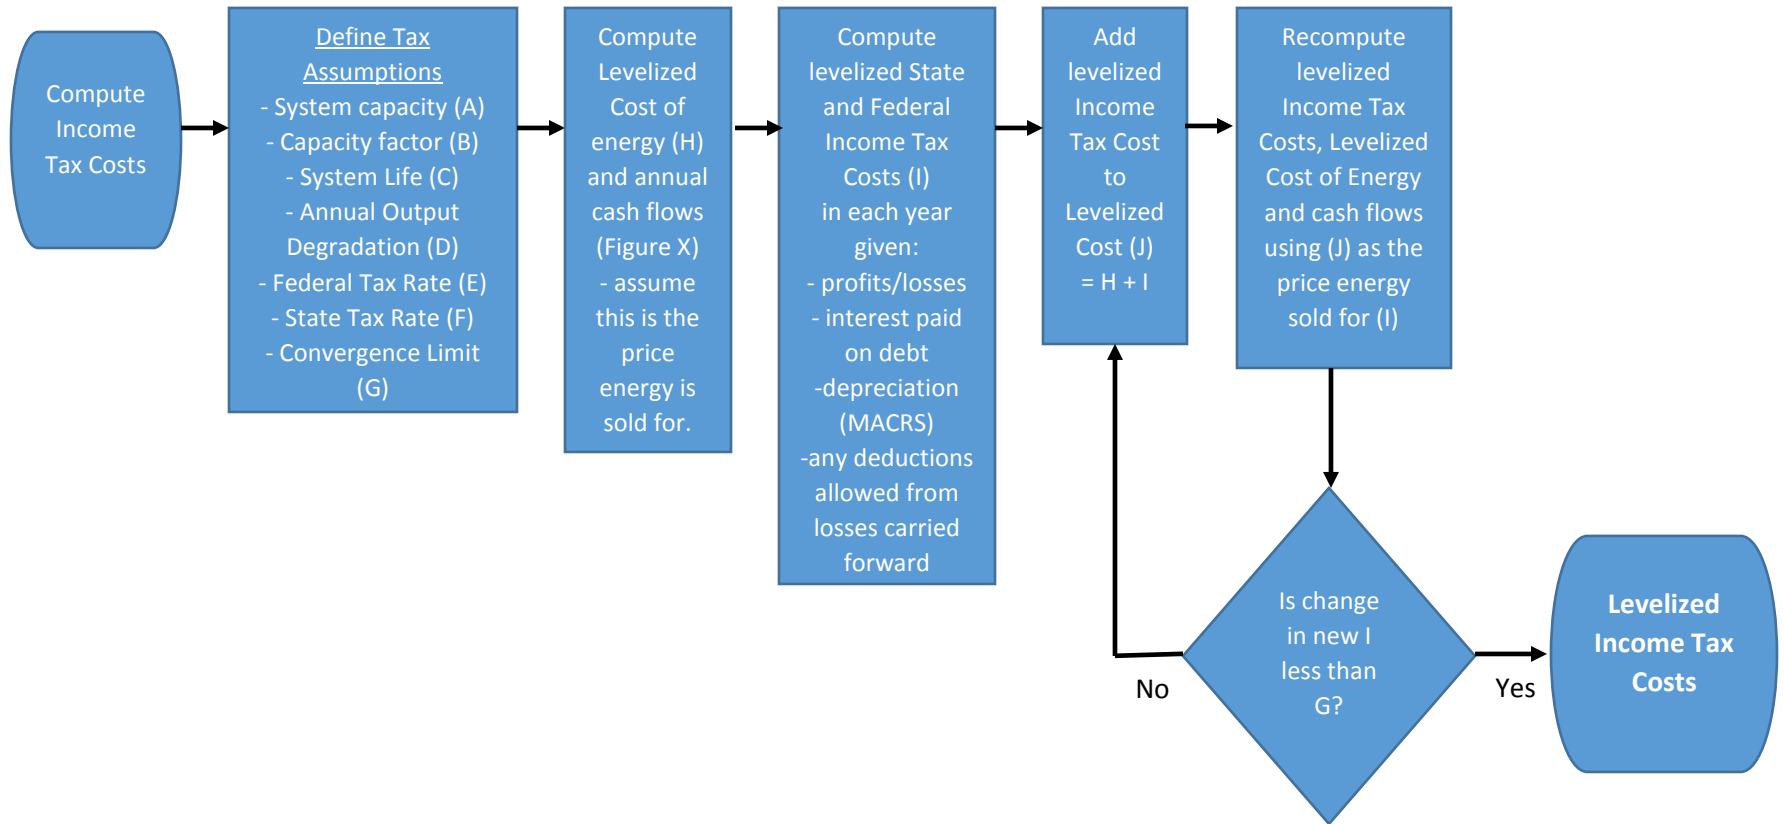 Compute
Income
Tax Costs
Define Tax
Assumptions
- System capacity (A)
- Capacity factor (B)
- System Life (C)
- Annual Output
Degradation (D)
- Federal Tax Rate (E)
- State Tax Rate (F)
- Convergence Limit
(G)
Compute
Levelized
Cost of
energy (H)
and annual
cash flows
(Figure X)
- assume
this is the
price
energy is
sold for.
Compute
levelized State
and Federal
Income Tax
Costs (I)
in each year
given:
- profits/losses
- interest paid
on debt
-depreciation
(MACRS)
-any deductions
allowed from
losses carried
forward
Add
levelized
Income
Tax Cost
to
Levelized
Cost (J)
= H + I
Recompute
levelized
Income Tax
Costs, Levelized
Cost of Energy
and cash flows
using (J) as the
price energy
sold for (I)
Is change
in new I
less than
G?
No
Yes
Levelized
Income Tax
Costs